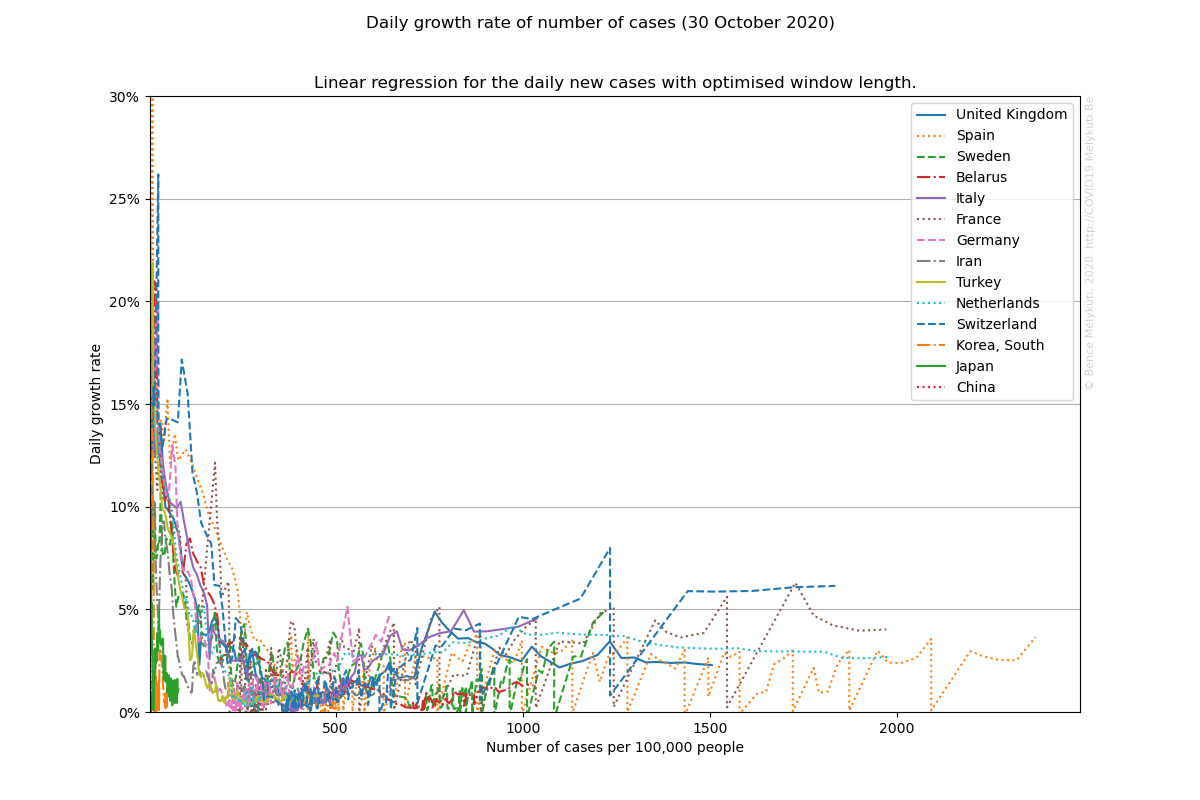 Daily growth rate of number of cases (30 October 2020)
Linear regression for the daily new cases with optimised window length.
30%
25%
20%
15%
10%
5%
0%
Daily growth rate
500
1000
1500
2000
Number of cases per 100,000 people
United Kingdom
Spain
Sweden
Belarus
Italy
France
Germany
Iran
Turkey
Netherlands
Switzerland
Korea, South
Japan
China
© Bence Mélykúti, 2020. http://COVID19.Melykuti.Be